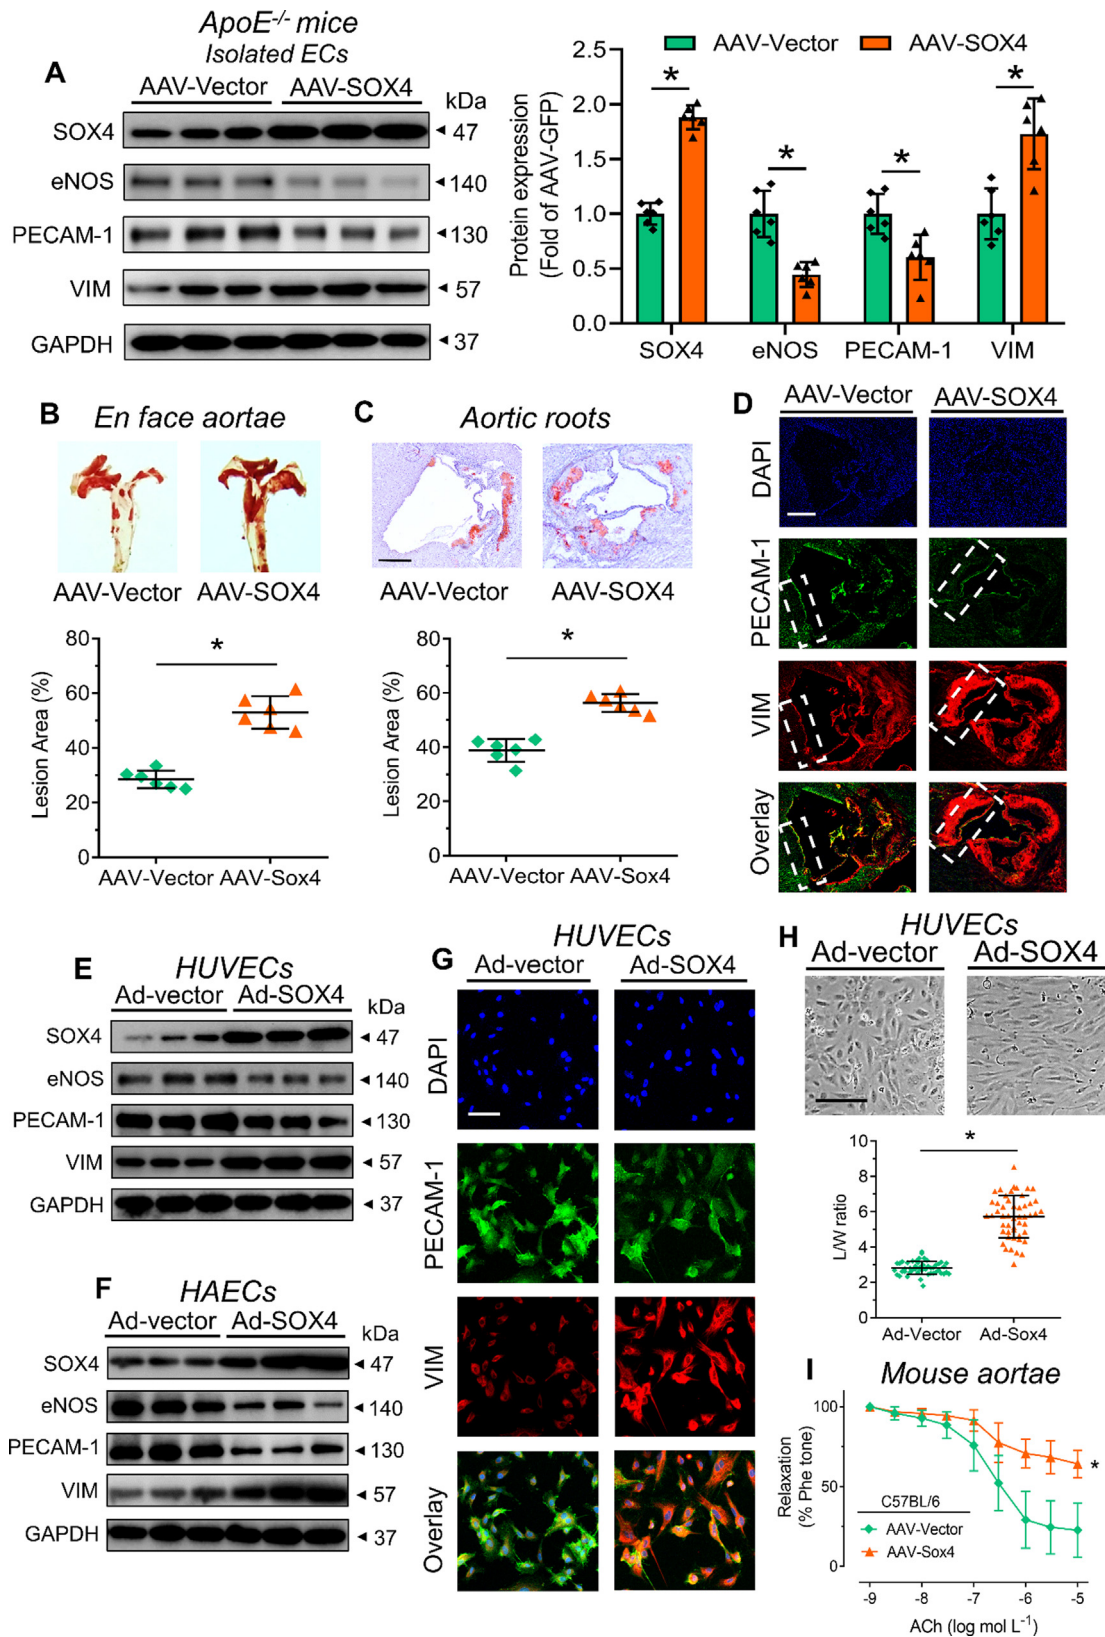 ApoE-/- mice
Isolated ECs
A
AAV-Vector AAV-SOX4
kDa
SOX4 47
eNOS 140
PECAM-1 130
VIM 57
GAPDH 37
AAV-Vector AAV-SOX4
Protein expression
(Fold of AAV-GFP)
2.5
2.0
1.5
1.0
0.5
0.0
* * * *
SOX4 eNOS PECAM-1 VIM
B En face aortae
AAV-Vector AAV-SOX4
Lesion Area (%)
80
60
40
20
0
*
AAV-Vector AAV-Sox4
C Aortic roots
AAV-Vector AAV-SOX4
Lesion Area (%)
80
60
40
20
0
*
AAV-Vector AAV-Sox4
D AAV-Vector AAV-SOX4
DAPI
PECAM-1
VIM
Overlay
E HUVECs
Ad-vector Ad-SOX4
kDa
SOX4 47
eNOS 140
PECAM-1 130
VIM 57
GAPDH 37
F HAECs
Ad-vector Ad-SOX4
kDa
SOX4 47
eNOS 140
PECAM-1 130
VIM 57
GAPDH 37
G HUVECs
Ad-vector Ad-SOX4
DAPI
PECAM-1
VIM
Overlay
H HUVECs
Ad-vector Ad-SOX4
L/W ratio
10
8
6
4
2
0
*
Ad-Vector Ad-Sox4
I Mouse aortae
Relaxation
(% Phe tone)
100
50
0
*
C57BL/6
AAV-Vector
AAV-Sox4
-9 -8 -7 -6 -5
ACh (log mol L-1)